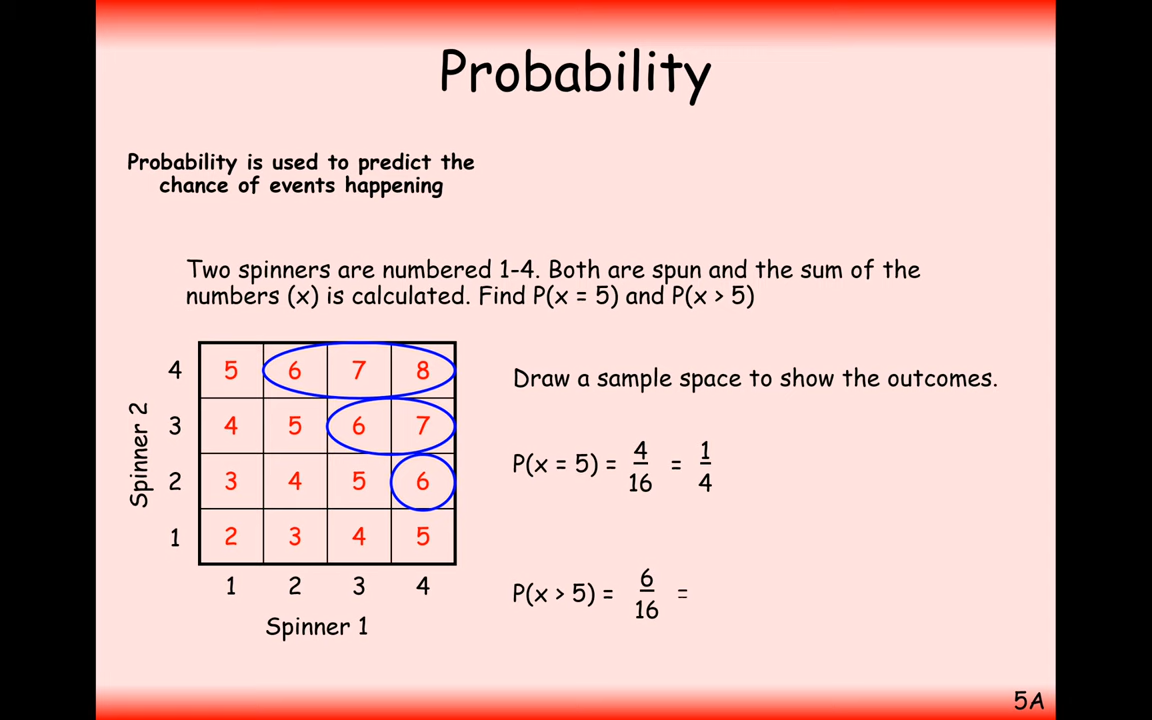 Probability
Probability is used to predict the
chance of events happening
Two spinners are numbered 1-4. Both are spun and the sum of the
numbers (x) is calculated. Find P(x = 5) and P(x > 5)
Spinner 2
4 5 6 7 8
3 4 5 6 7
2 3 4 5 6
1 2 3 4 5
1 2 3 4
Spinner 1
Draw a sample space to show the outcomes.
P(x = 5) = 4/16 = 1/4
P(x > 5) = 6/16 =
5A